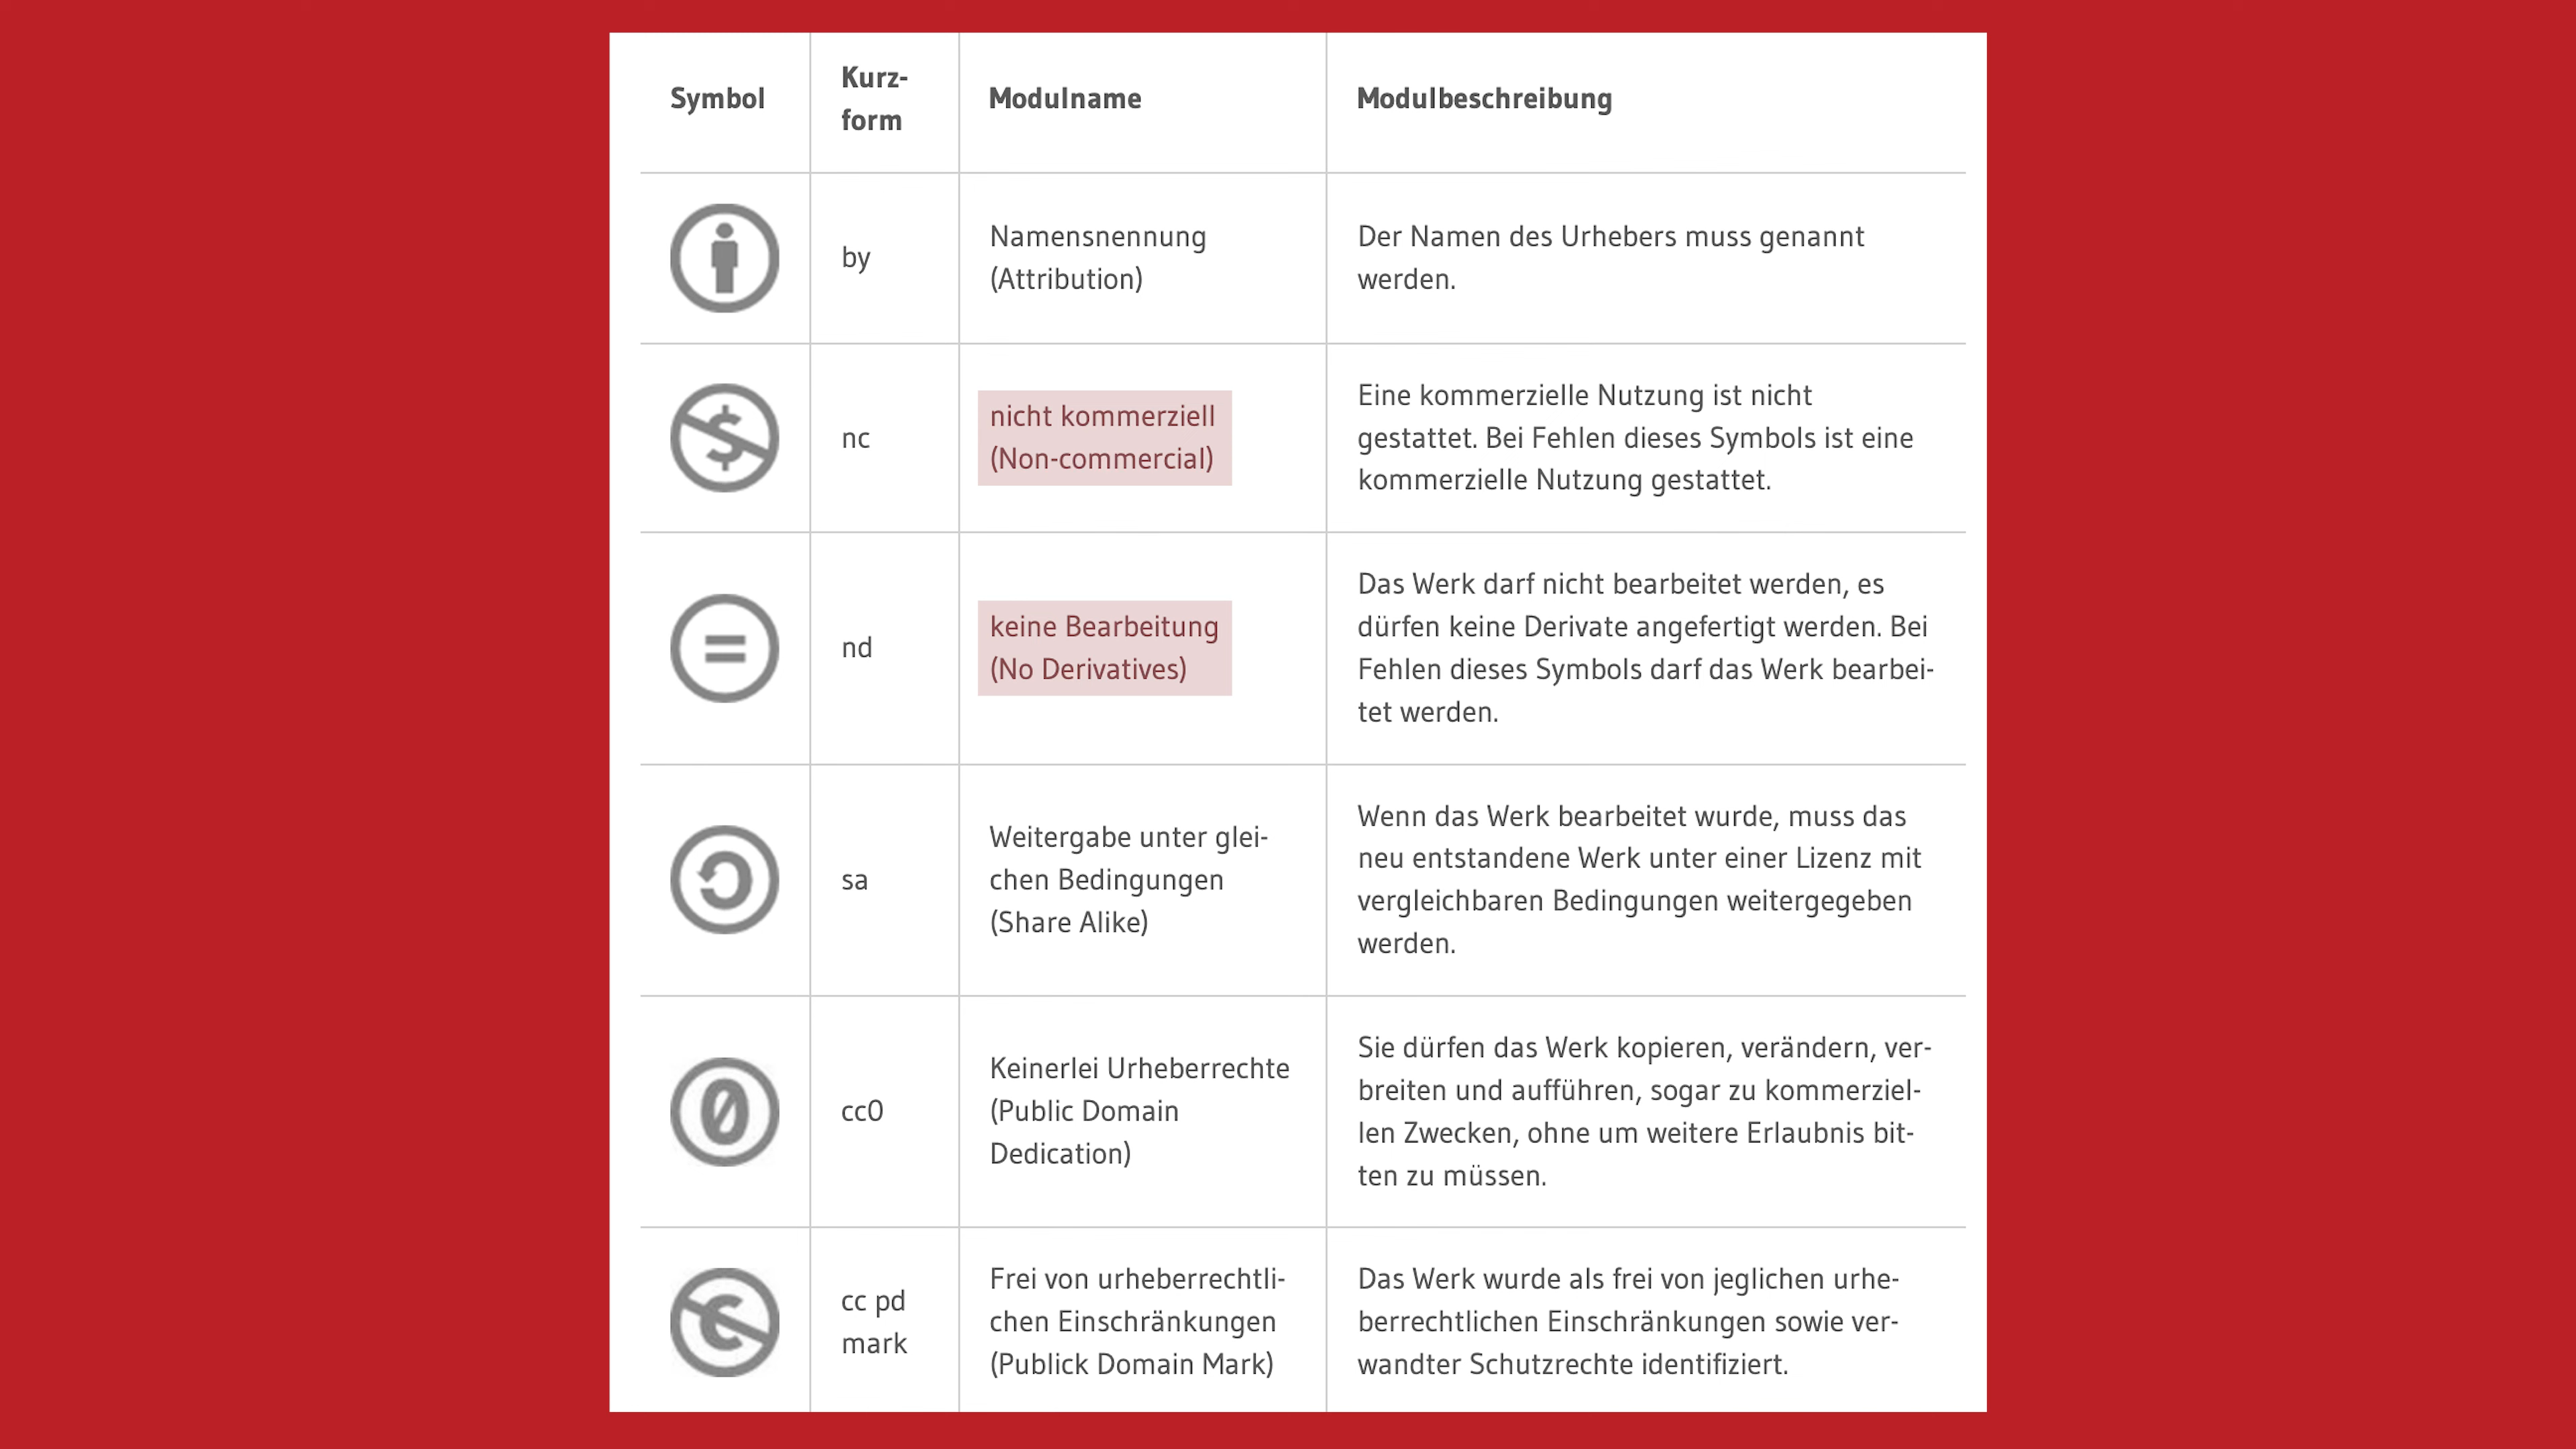 Symbol
Kurz-
form
Modulname
Modulbeschreibung
by
Namensnennung
(Attribution)
Der Namen des Urhebers muss genannt
werden.
nc
nicht kommerziell
(Non-commercial)
Eine kommerzielle Nutzung ist nicht
gestattet. Bei Fehlen dieses Symbols ist eine
kommerzielle Nutzung gestattet.
nd
keine Bearbeitung
(No Derivatives)
Das Werk darf nicht bearbeitet werden, es
dürfen keine Derivate angefertigt werden. Bei
Fehlen dieses Symbols darf das Werk bearbei-
tet werden.
sa
Weitergabe unter glei-
chen Bedingungen
(Share Alike)
Wenn das Werk bearbeitet wurde, muss das
neu entstandene Werk unter einer Lizenz mit
vergleichbaren Bedingungen weitergegeben
werden.
cc0
Keinerlei Urheberrechte
(Public Domain
Dedication)
Sie dürfen das Werk kopieren, verändern, ver-
breiten und aufführen, sogar zu kommerziel-
len Zwecken, ohne um weitere Erlaubnis bit-
ten zu müssen.
cc pd
mark
Frei von urheberrechtli-
chen Einschränkungen
(Publick Domain Mark)
Das Werk wurde als frei von jeglichen urhe-
berrechtlichen Einschränkungen sowie ver-
wandter Schutzrechte identifiziert.